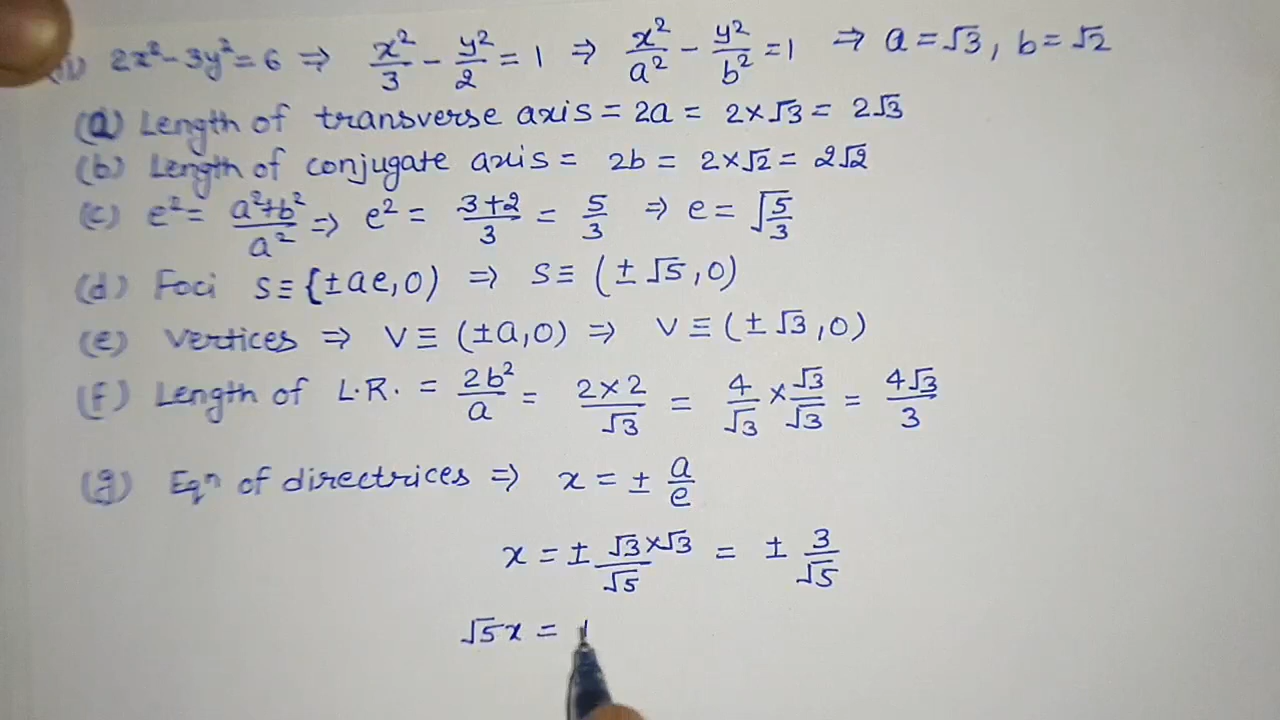 2x²-3y²=6 ⇒ x²/3 - y²/2 = 1 ⇒ x²/a² - y²/b² = 1 ⇒ a = √3, b = √2
(a) Length of transverse axis = 2a = 2×√3 = 2√3
(b) Length of conjugate axis = 2b = 2×√2 = 2√2
(c) e² = a²+b²/a² ⇒ e² = 3+2/3 = 5/3 ⇒ e = √5/3
(d) Foci S≡{±ae,0) ⇒ S≡ (±√5,0)
(e) Vertices ⇒ V≡ (±a,0) ⇒ V≡(±√3,0)
(f) Length of L.R. = 2b²/a = 2×2/√3 = 4/√3 × √3/√3 = 4√3/3
(g) Eqⁿ of directrices ⇒ x = ± a/e
x = ± √3×√3/√5 = ± 3/√5
√5x =